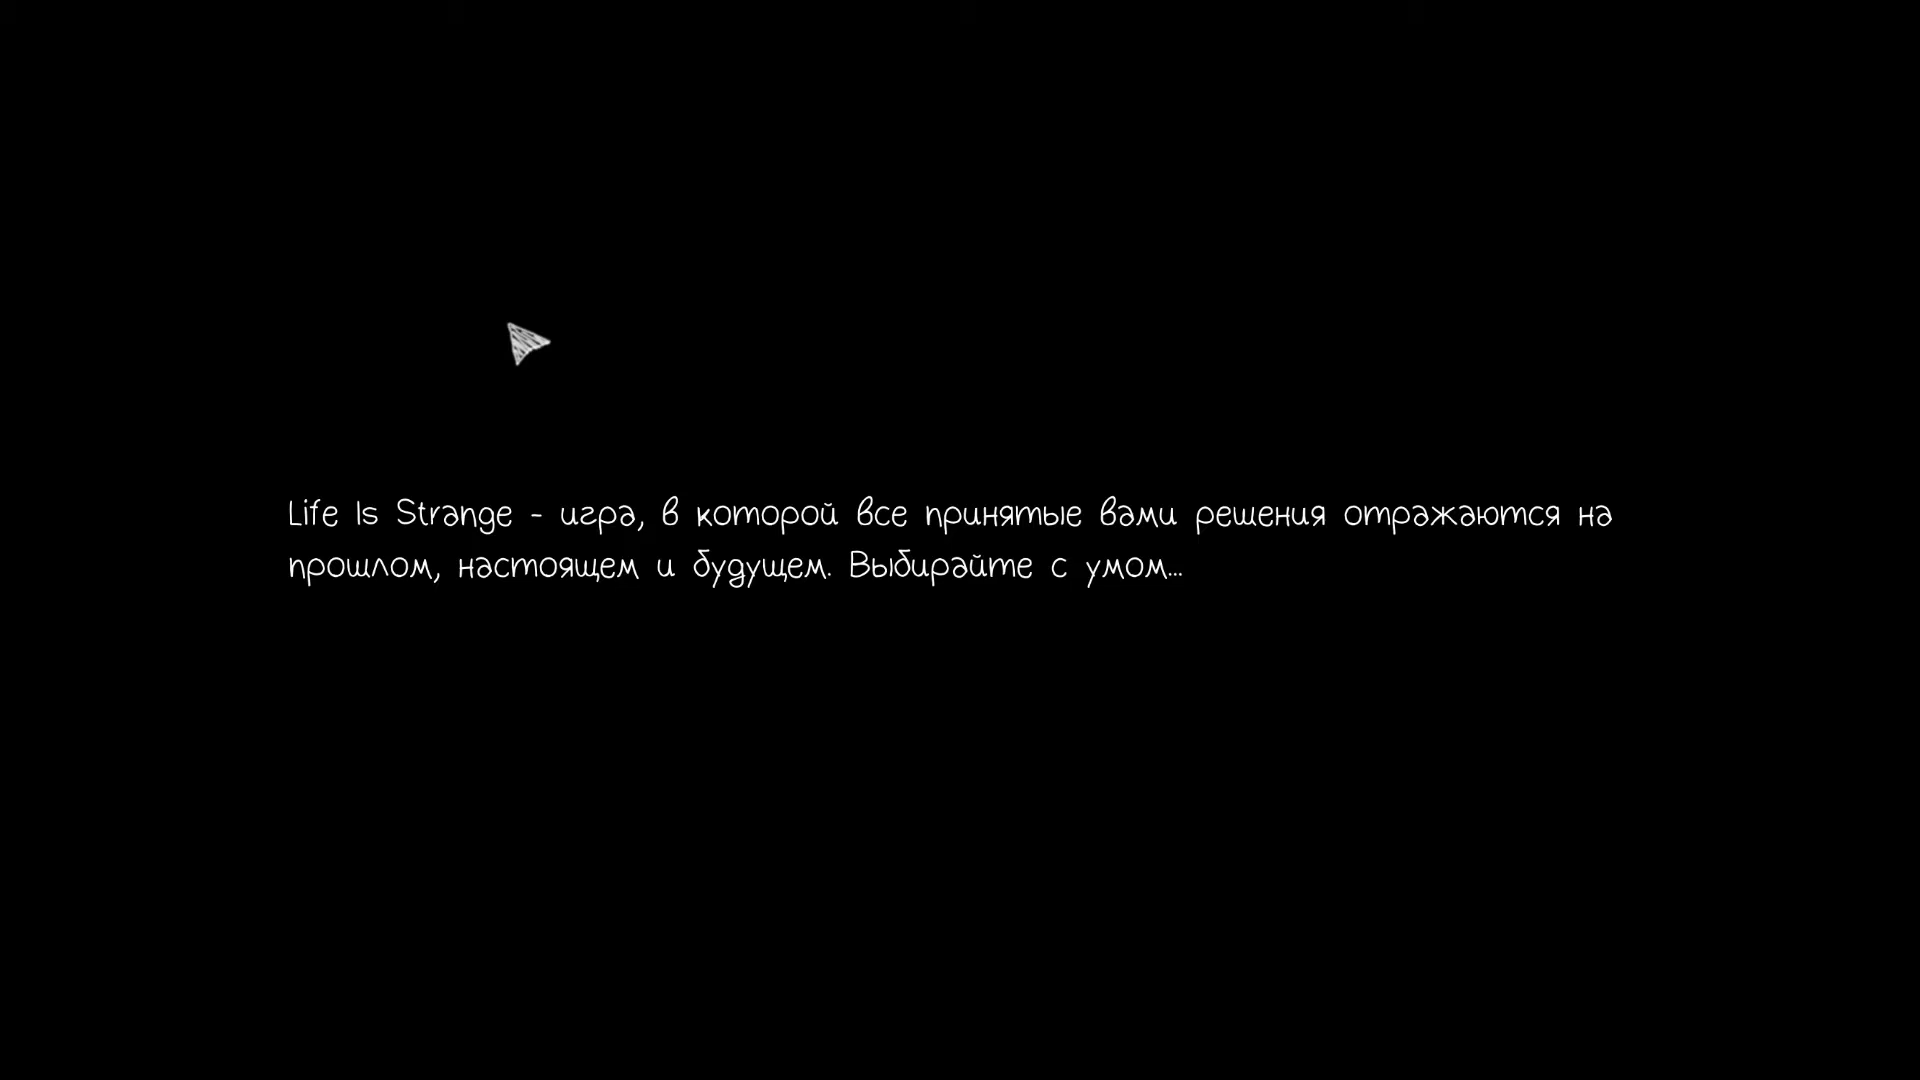 Life Is Strange - игра, в которой все принятые вами решения отражаются на
прошлом, настоящем и будущем. Выбирайте с умом...